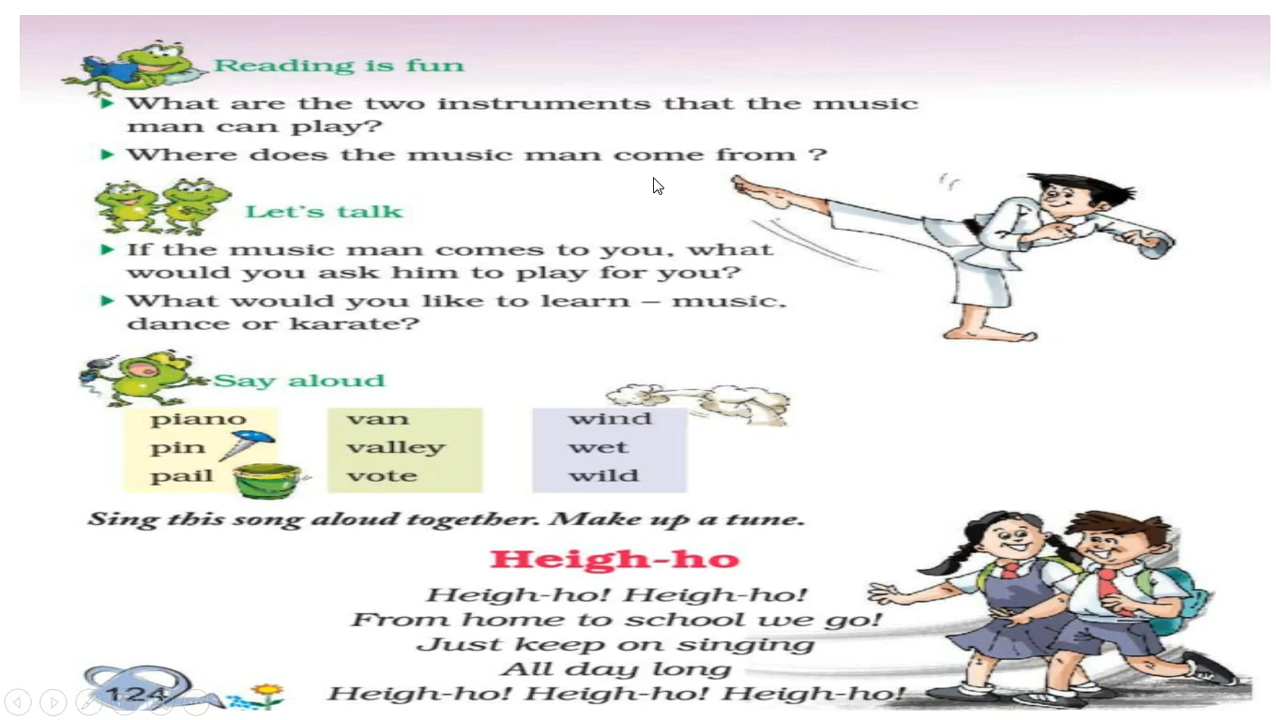 Reading is fun
What are the two instruments that the music
man can play?
Where does the music man come from ?
Let's talk
If the music man comes to you, what
would you ask him to play for you?
What would you like to learn – music,
dance or karate?
Say aloud
piano van wind
pin valley wet
pail vote wild
Sing this song aloud together. Make up a tune.
Heigh-ho
Heigh-ho! Heigh-ho!
From home to school we go!
Just keep on singing
All day long
Heigh-ho! Heigh-ho! Heigh-ho!
124